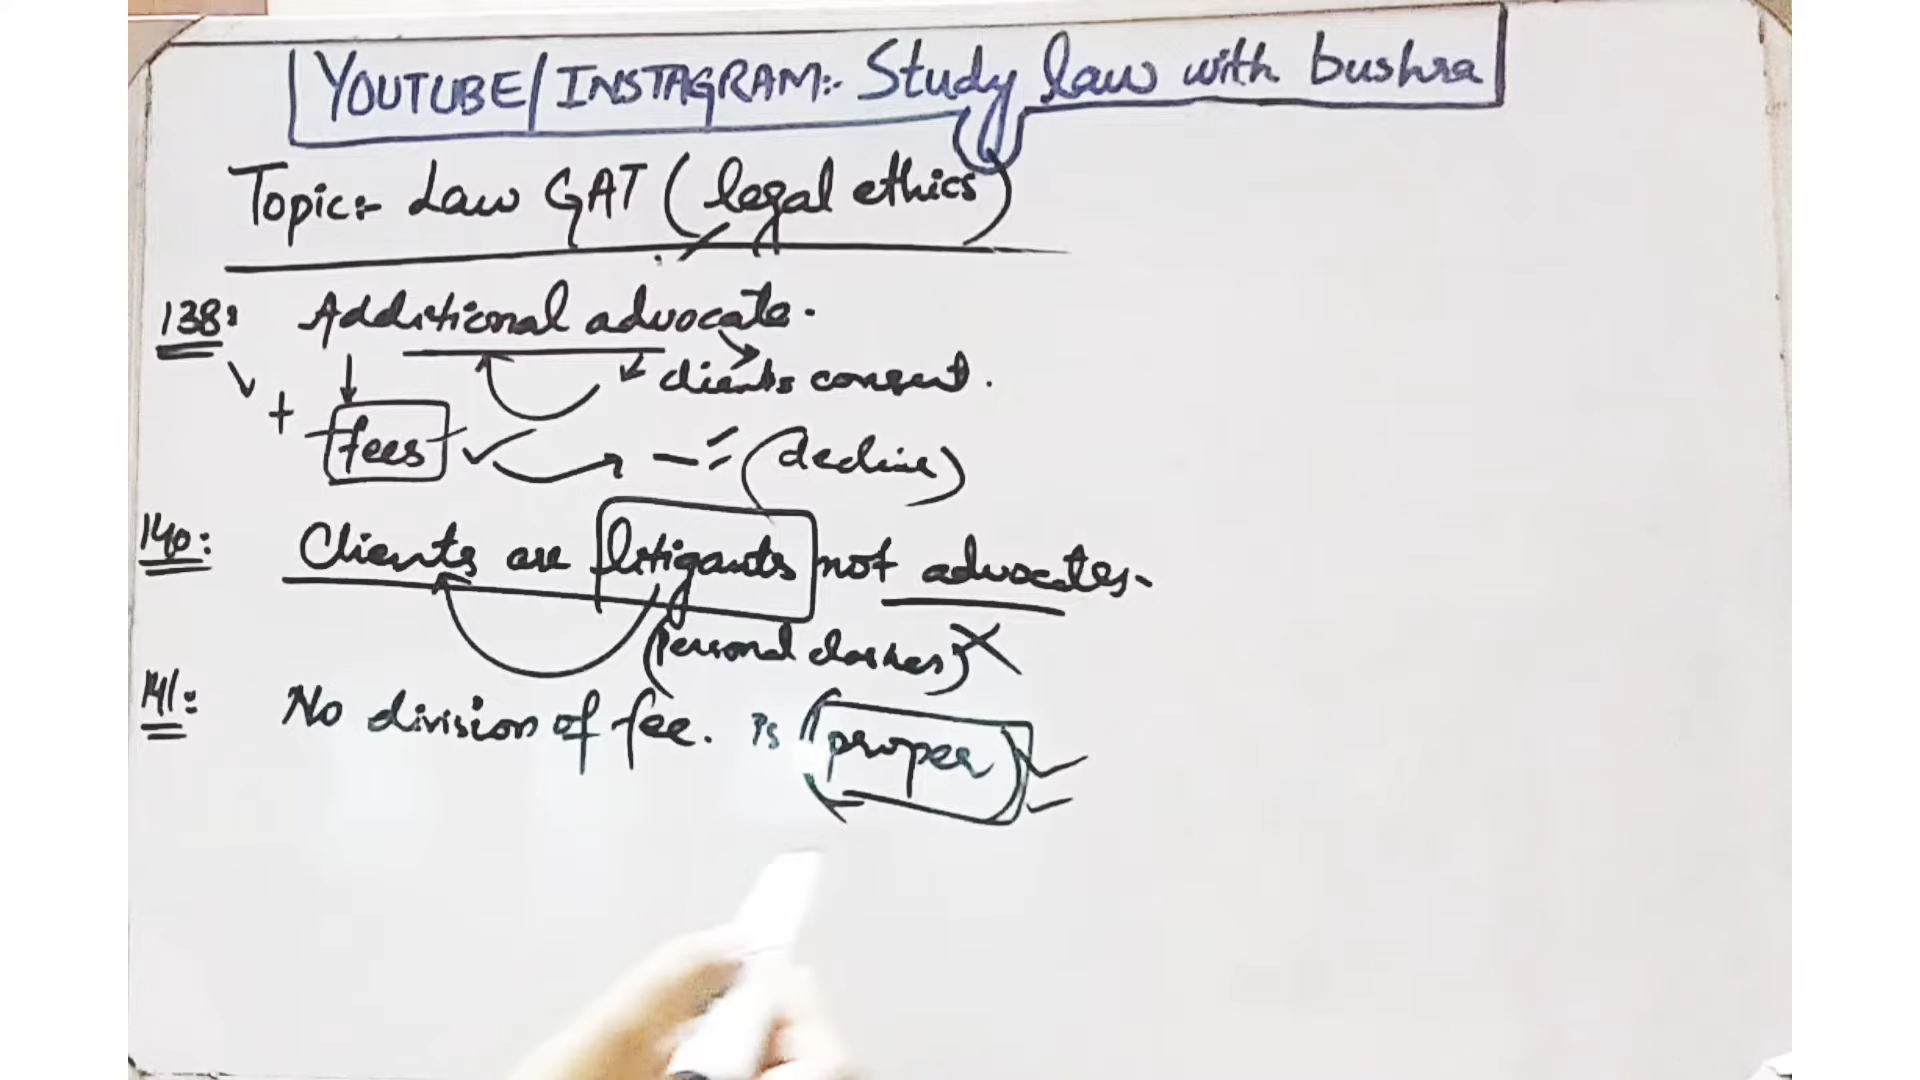 YOUTUBE/INSTAGRAM:- Study law with bushra
Topic:- Law GAT (legal ethics)
138: Additional advocate.
clients consent.
+ fees (decline)
140: Clients are litigants not advocates.
(Personal clashes)
141: No division of fee. is (proper)